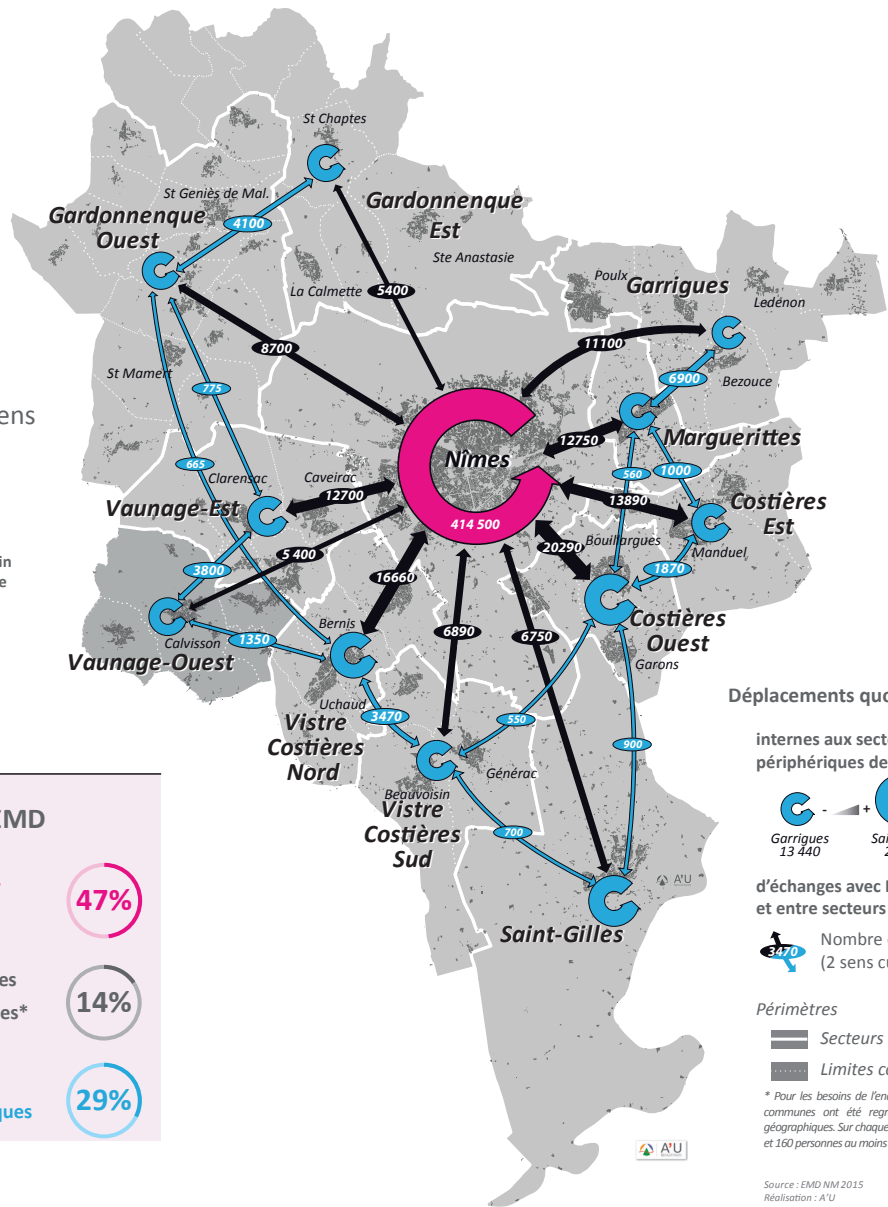 St Chaptes
St Geniès de Mal.
Gardonnenque
Ouest
4100
Gardonnenque
Est
Ste Anastasie
La Calmette
5400
Poulx
Garrigues
Ledenon
8700
11100
St Mamert
775
6900
Bezouce
ens
12750
Marguerittes
Nîmes
665
Clarensac
Caveirac
12700
560
1000
Vaunage-Est
13890
Costières
Est
414 500
Bouillargues
Manduel
20290
5 400
in
e
3800
16660
1870
Calvisson
1350
Bernis
6890
6750
Costières
Ouest
Garons
Vaunage-Ouest
Uchaud
3470
550
900
Vistre
Costières
Nord
Générac
Beauvoisin
Vistre
Costières
Sud
700
A'U
Saint-Gilles
Déplacements quo
internes aux secte
périphériques de
- +
Garrigues
13 440
Sai
2
d'échanges avec l
et entre secteurs
3470
Nombre
(2 sens cu
Périmètres
Secteurs
Limites co
* Pour les besoins de l'en
communes ont été regr
géographiques. Sur chaque
et 160 personnes au moins
Source : EMD NM 2015
Réalisation : A'U
EMD
47%
es
es*
14%
ques
29%
A'U